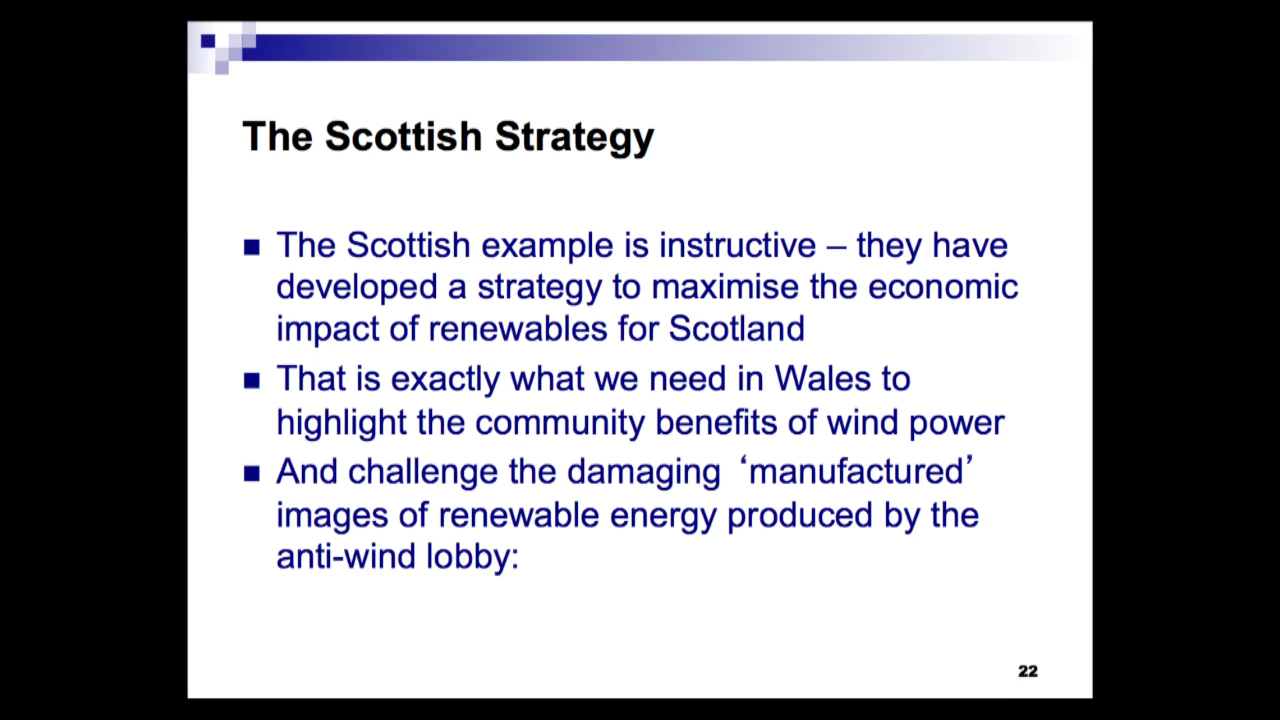 The Scottish Strategy
■ The Scottish example is instructive – they have
developed a strategy to maximise the economic
impact of renewables for Scotland
■ That is exactly what we need in Wales to
highlight the community benefits of wind power
■ And challenge the damaging ‘manufactured’
images of renewable energy produced by the
anti-wind lobby:
22